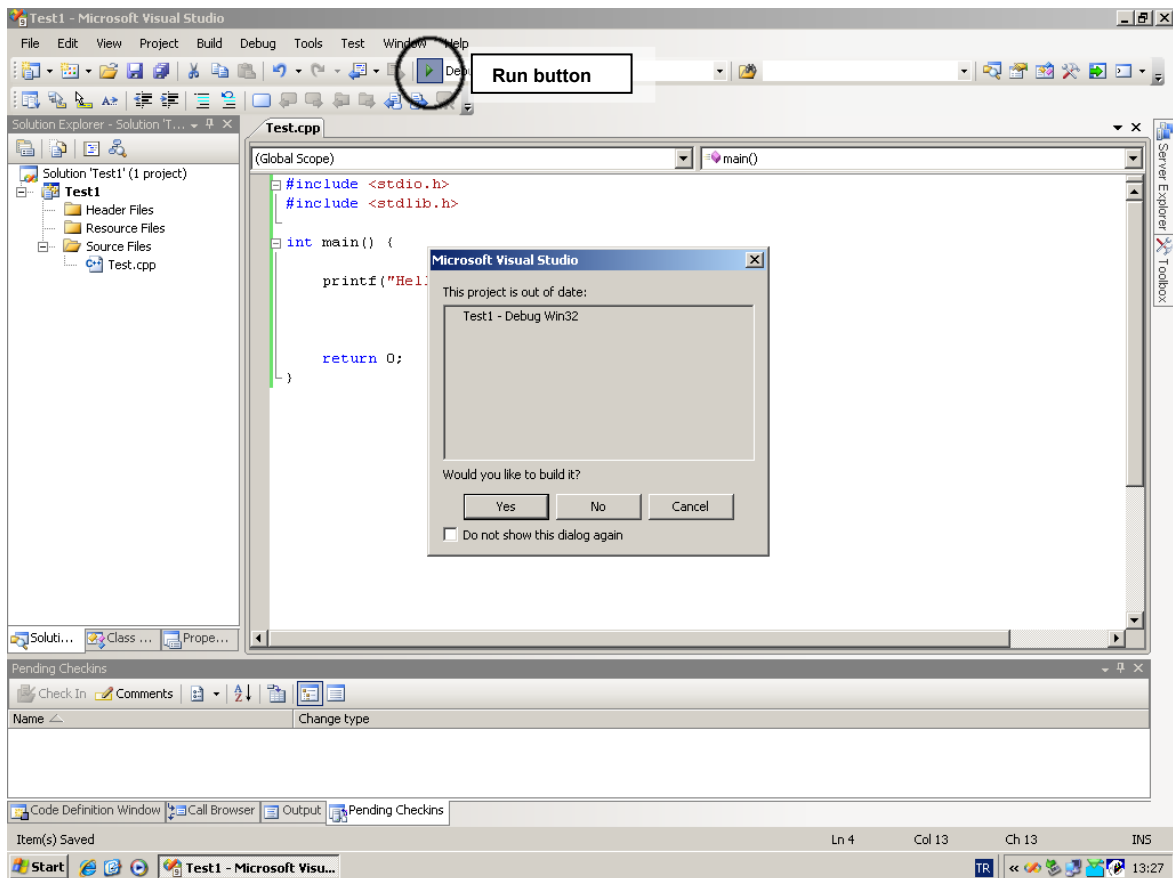 Test1 - Microsoft Visual Studio
File Edit View Project Build Debug Tools Test Window Help
Run button
Solution Explorer - Solution 'T...
Test.cpp
(Global Scope) main()
Solution 'Test1' (1 project)
Test1
Header Files
Resource Files
Source Files
Test.cpp
#include <stdio.h>
#include <stdlib.h>
int main() {
printf("Hel
return 0;
}
Microsoft Visual Studio
This project is out of date:
Test1 - Debug Win32
Would you like to build it?
Yes No Cancel
Do not show this dialog again
Server Explorer
Toolbox
Soluti... Class ... Prope...
Pending Checkins
Check In Comments
Name Change type
Code Definition Window Call Browser Output Pending Checkins
Item(s) Saved Ln 4 Col 13 Ch 13 INS
Start Test1 - Microsoft Visu... TR 13:27